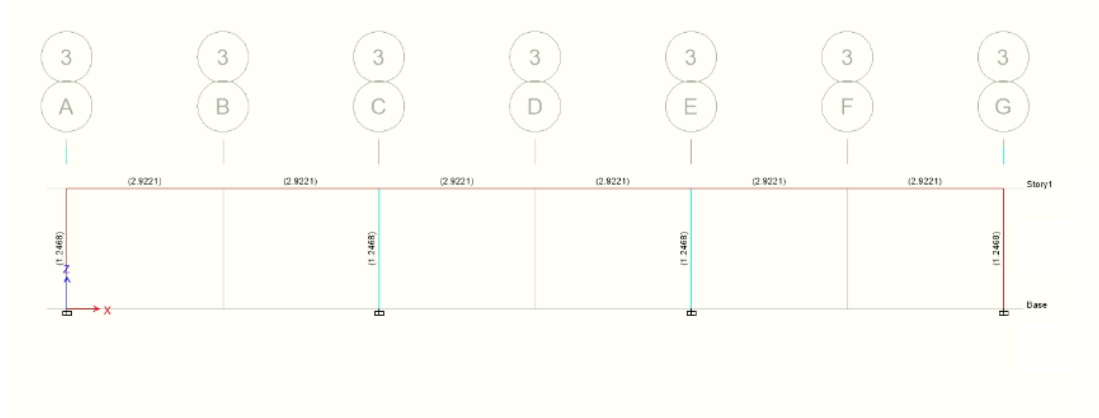 3 3 3 3 3 3 3
A B C D E F G
(2.9221) (2.9221) (2.9221) (2.9221) (2.9221) (2.9221)
Story1
(1.2468) (1.2468) (1.2468) (1.2468)
Z
X
Base